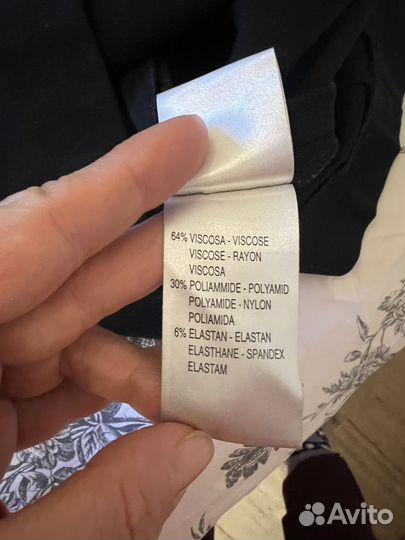 64% VISCOSA - VISCOSE
VISCOSE - RAYON
VISCOSA
30% POLIAMMIDE - POLYAMID
POLYAMIDE - NYLON
POLIAMIDA
6% ELASTAN - ELASTAN
ELASTHANE - SPANDEX
ELASTAM
Avito